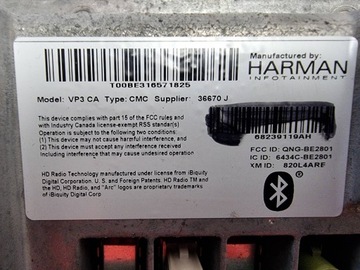 T00BE316571825
Manufactured by:
HARMAN
INFOTAINMENT
Model: VP3 CA Type: CMC Supplier: 36670 J
This device complies with part 15 of the FCC rules and
with Industry Canada license-exempt RSS standard(s)
Operation is subject to the following two conditions:
(1) This device may not cause harmful interference, and
(2) This device must accept any interference received
Including interference that may cause undesired operation
68239119AH
FCC ID: QNG-BE2801
IC ID: 6434C-BE2801
XM ID: 820L4ARF
HD Radio Technology manufactured under license from iBiquity
Digital Corporation. U.S. and Foreign Patents. HD Radio TM and
the HD, HD Radio, and "Arc" logos are proprietary trademarks
of iBiquity Digital Corp